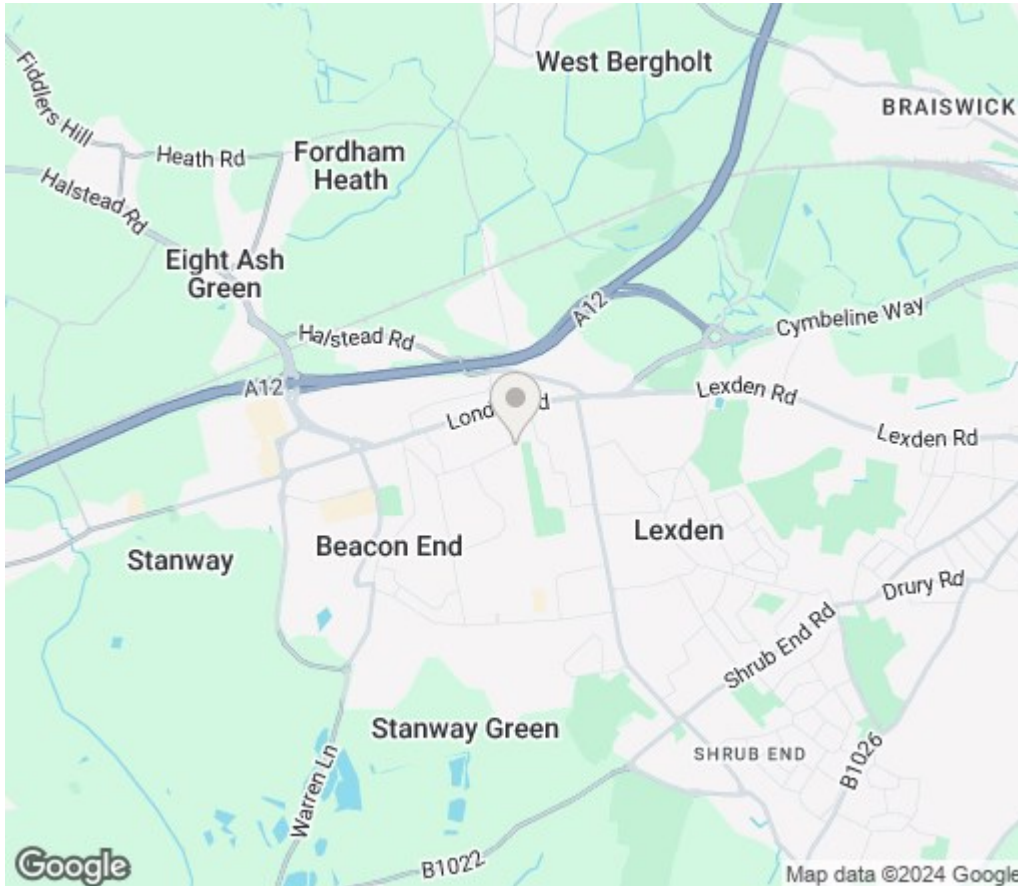 West Bergholt
BRAISWICK
Fiddlers Hill
Heath Rd
Fordham
Heath
Halstead Rd
Eight Ash
Green
A12
Cymbeline Way
Halstead Rd
A12
Lexden Rd
Lexden Rd
Beacon End
Lexden
Stanway
Drury Rd
Shrub End Rd
Stanway Green
SHRUB END
B1026
Warren Ln
B1022
Google
Map data ©2024 Google